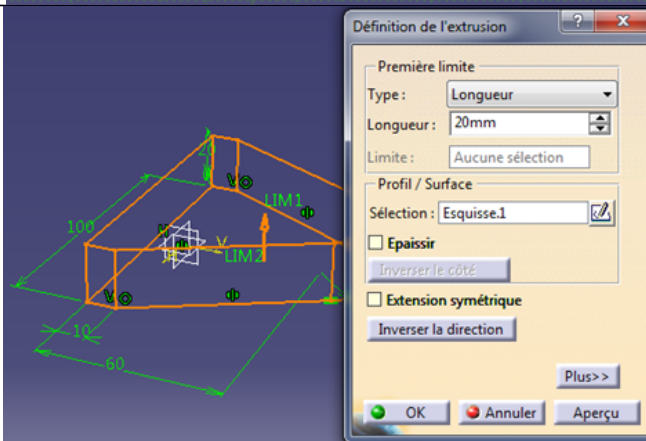 Définition de l'extrusion
Première limite
Type : Longueur
Longueur : 20mm
Limite : Aucune sélection
Profil / Surface
Sélection : Esquisse.1
Epaissir
Inverser le côté
Extension symétrique
Inverser la direction
Plus>>
OK Annuler Aperçu
LIM1
100
LIM2
10
60